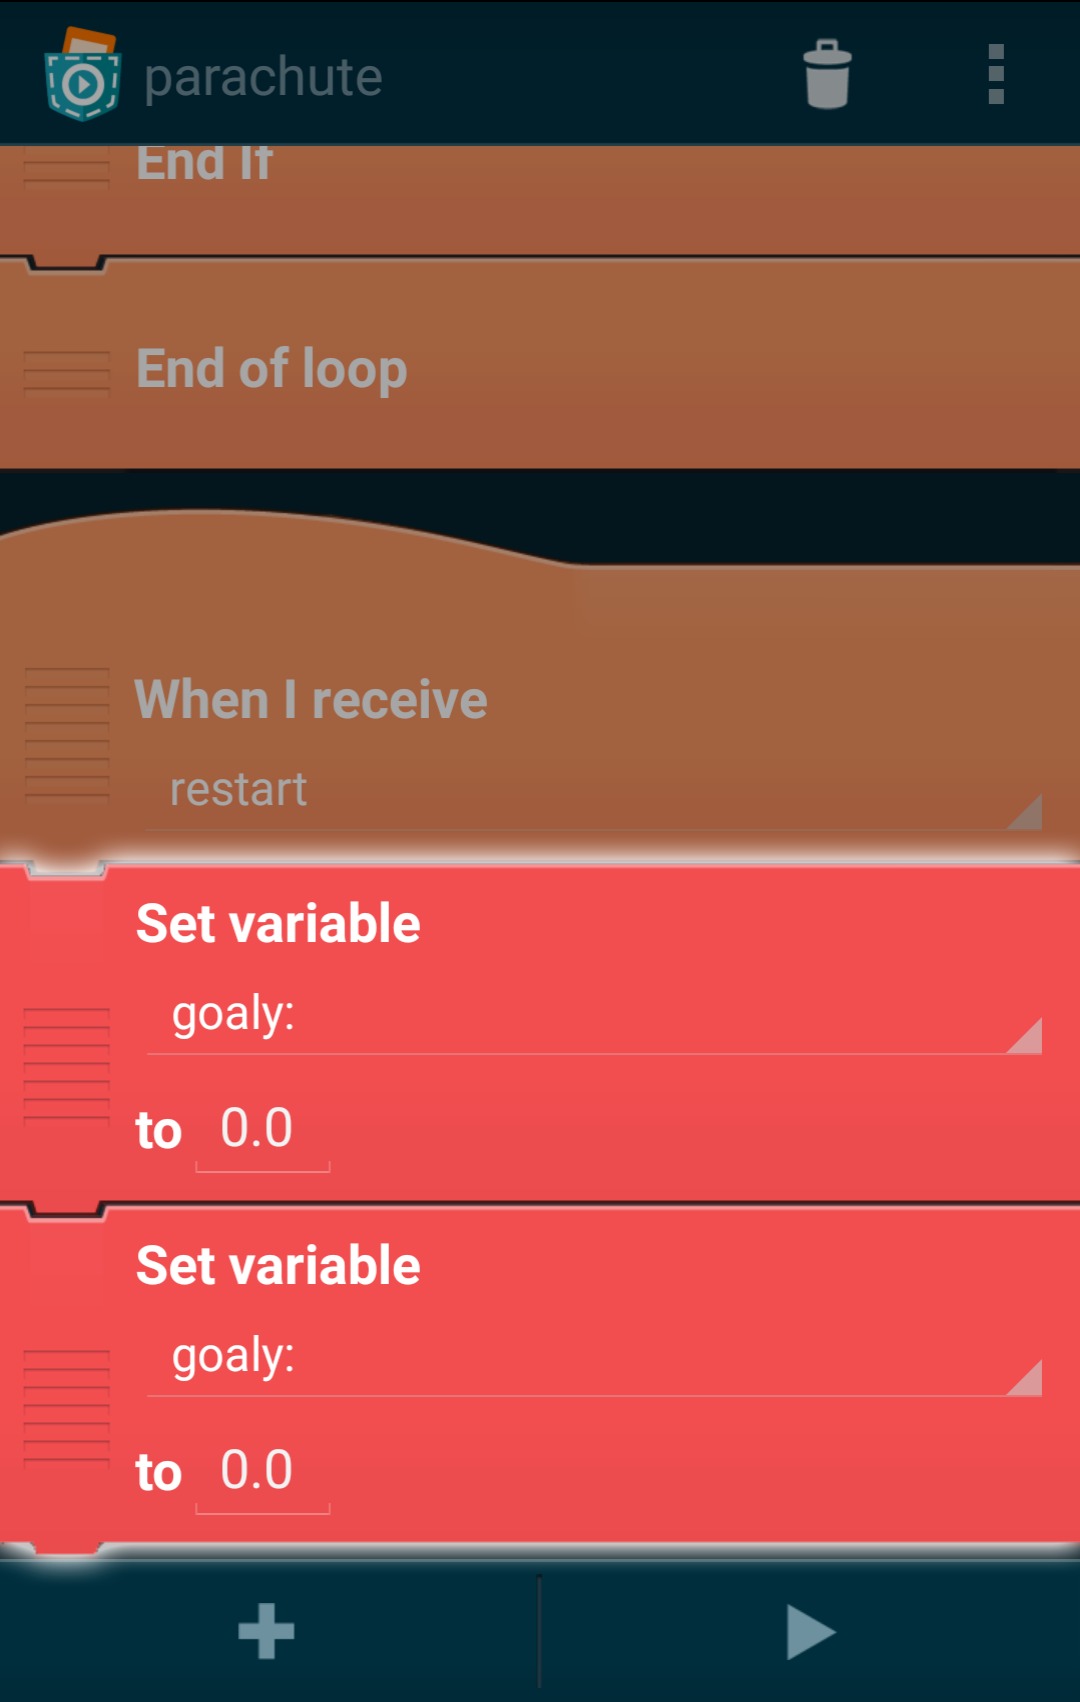 parachute
End If
End of loop
When I receive
restart
Set variable
goaly:
to 0.0
Set variable
goaly:
to 0.0